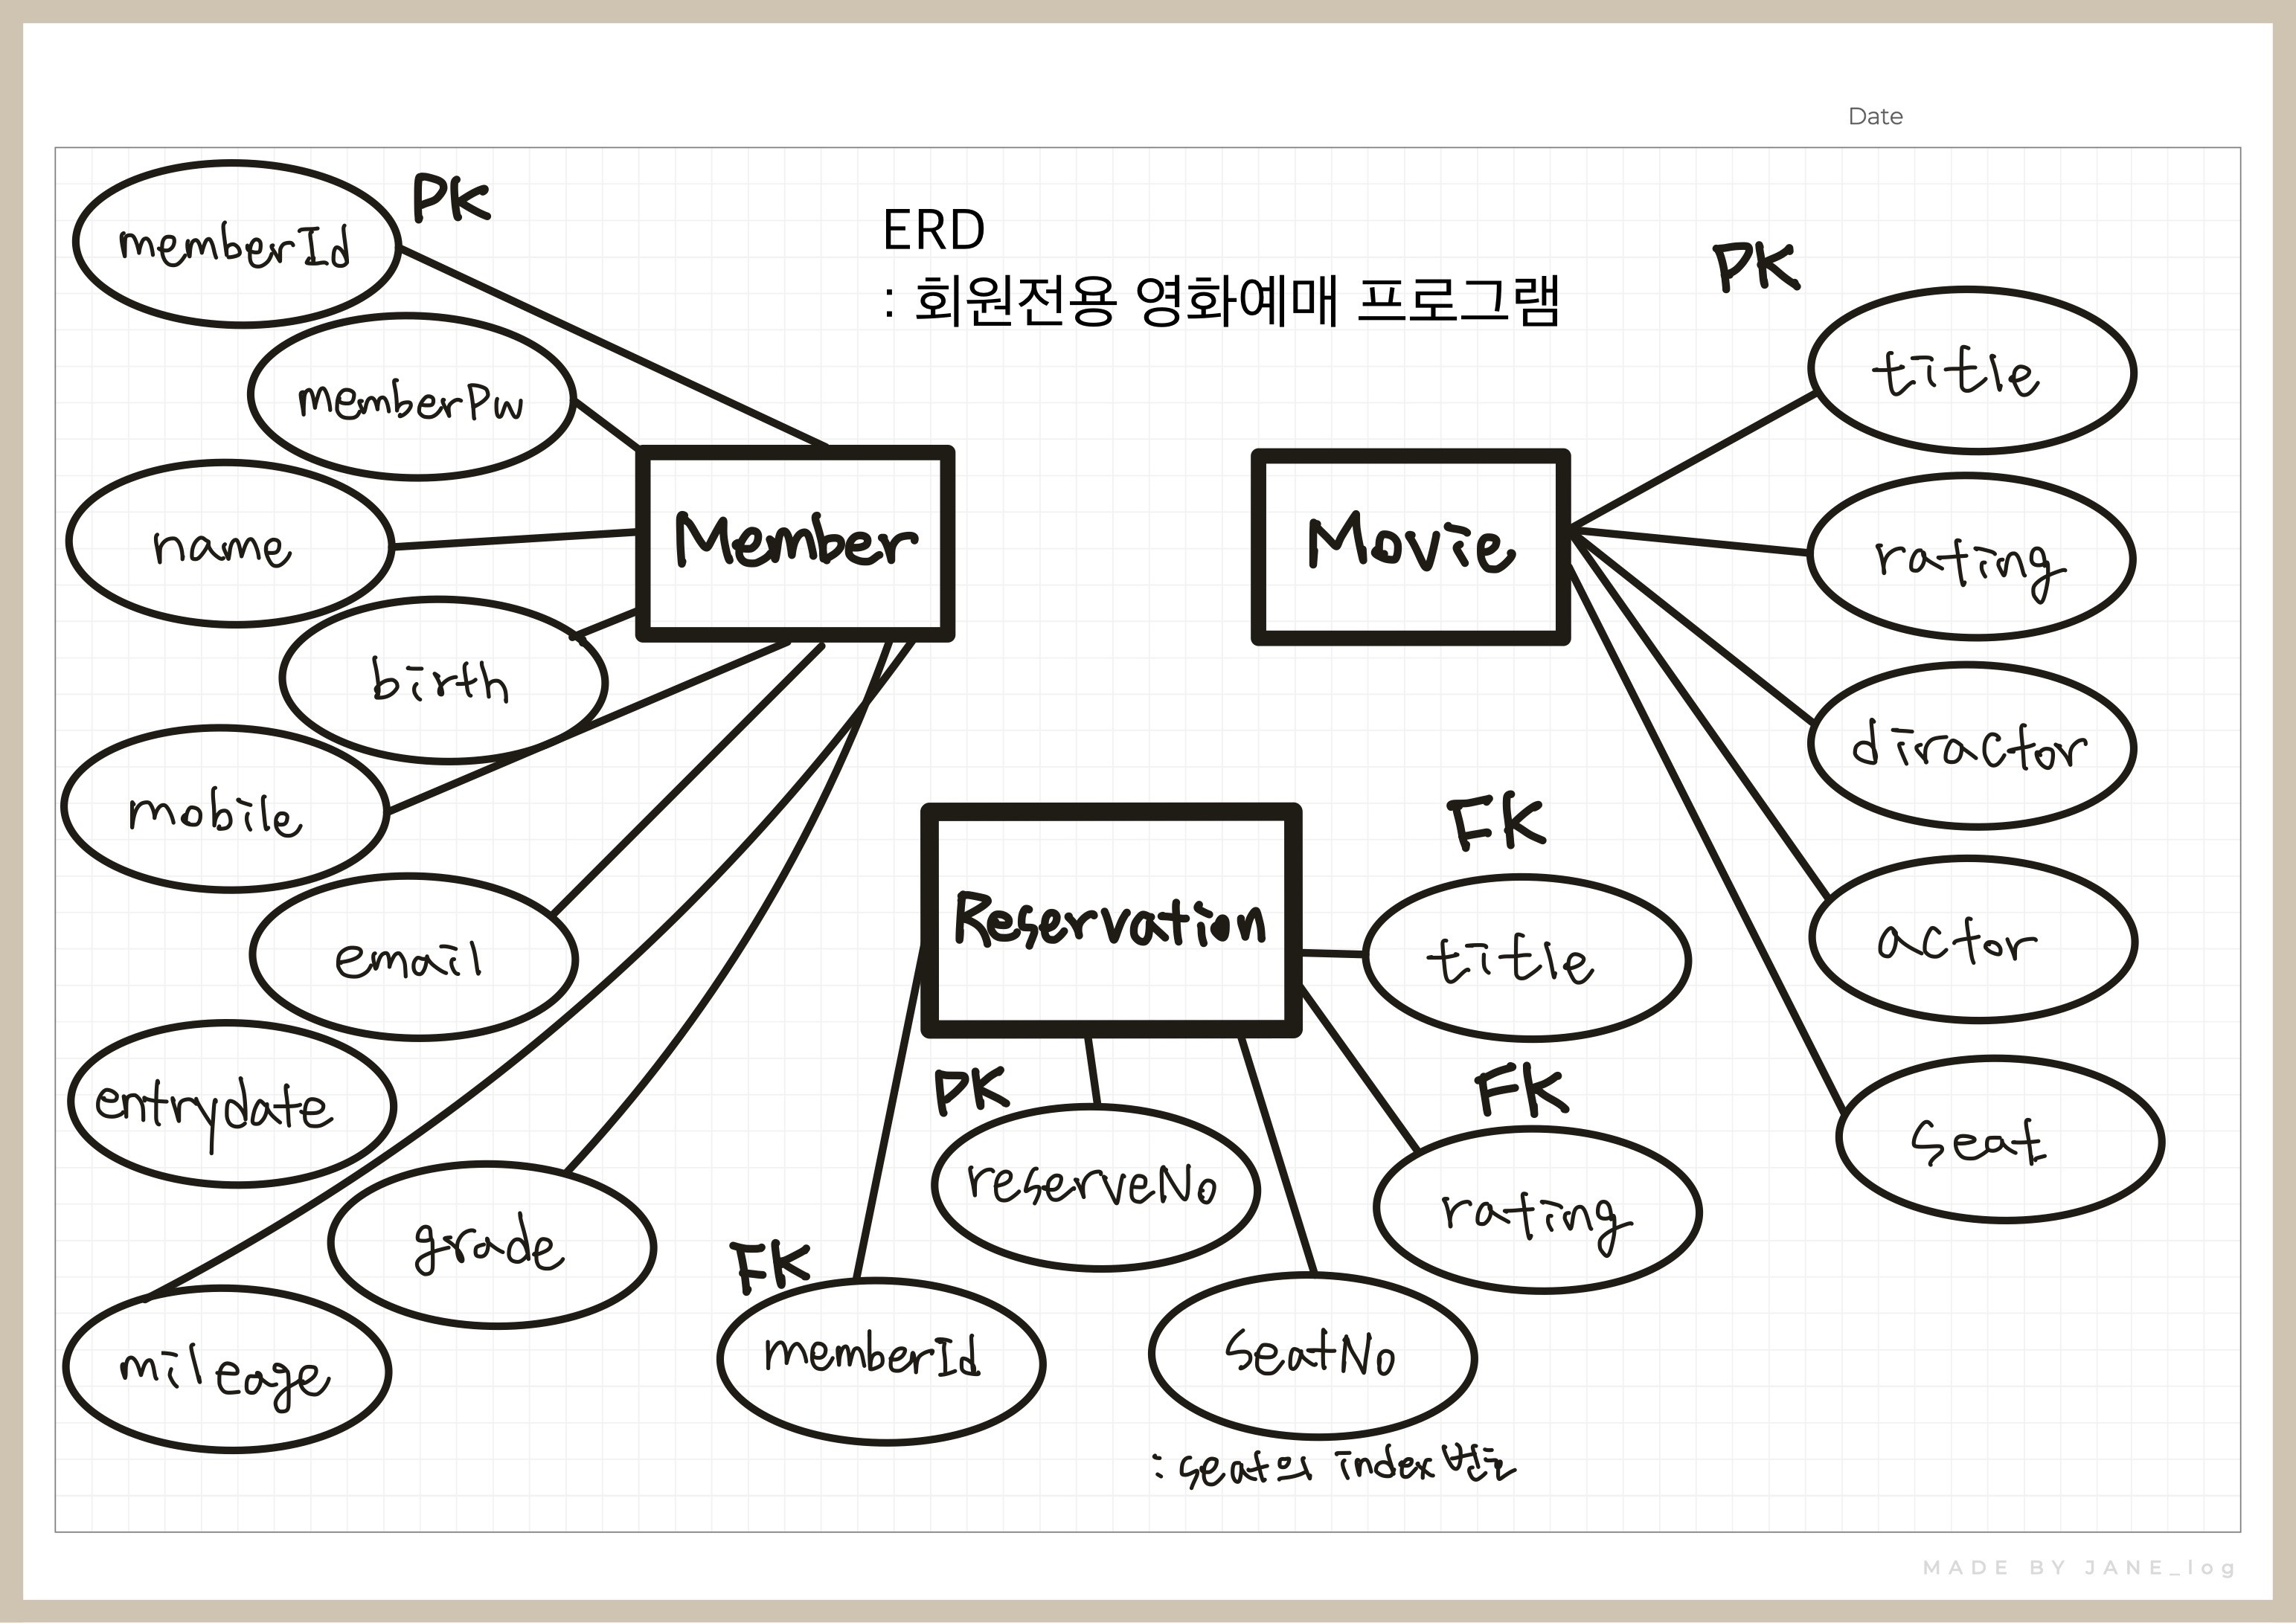 Date
ERD
: 회원전용 영화예매 프로그램
PK
memberId
memberPw
name
birth
mobile
email
entrydate
grade
mileage
Member
Movie
PK
title
rating
diractor
actor
seat
Reservation
FK
title
FK
rating
PK
reserveNo
FK
memberId
seatNo
: seat의 index번호
MADE BY JANE_log